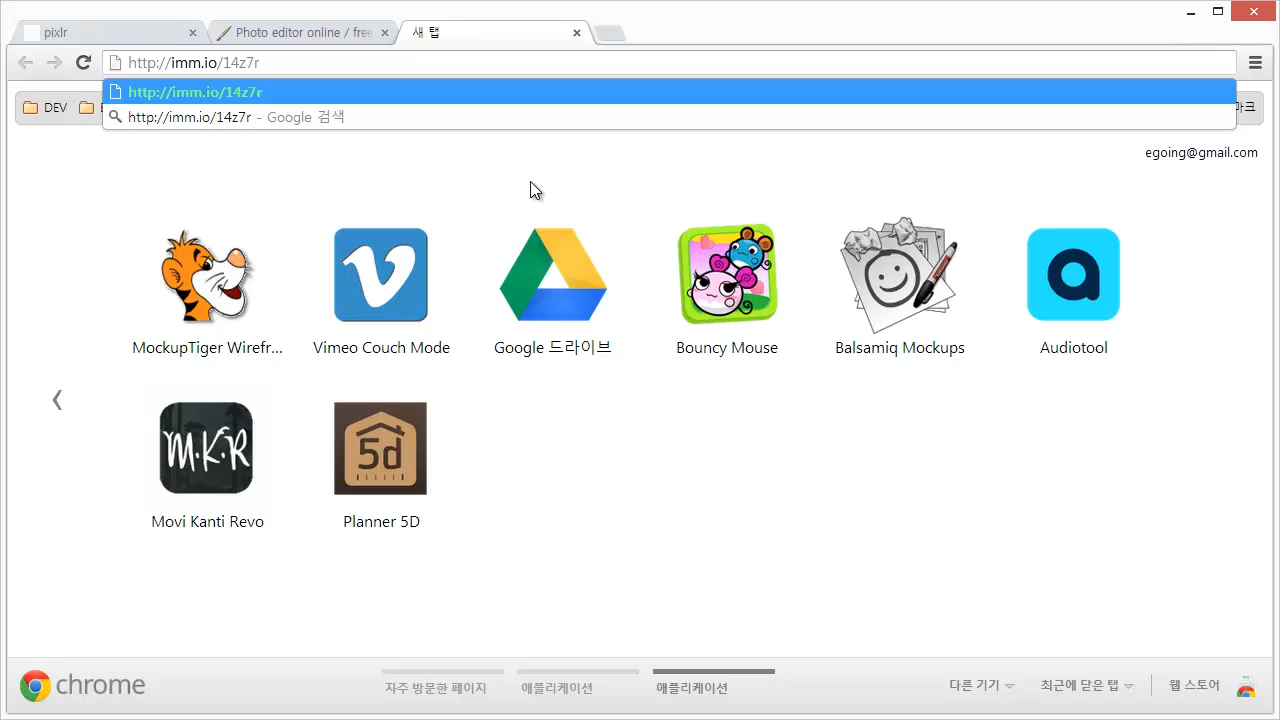 pixlr
Photo editor online / free
새 탭
http://imm.io/14z7r
http://imm.io/14z7r
http://imm.io/14z7r - Google 검색
DEV
마크
egoing@gmail.com
MockupTiger Wirefr...
Vimeo Couch Mode
Google 드라이브
Bouncy Mouse
Balsamiq Mockups
Audiotool
M.K.R
5d
Movi Kanti Revo
Planner 5D
chrome
자주 방문한 페이지
애플리케이션
애플리케이션
다른 기기
최근에 닫은 탭
웹 스토어